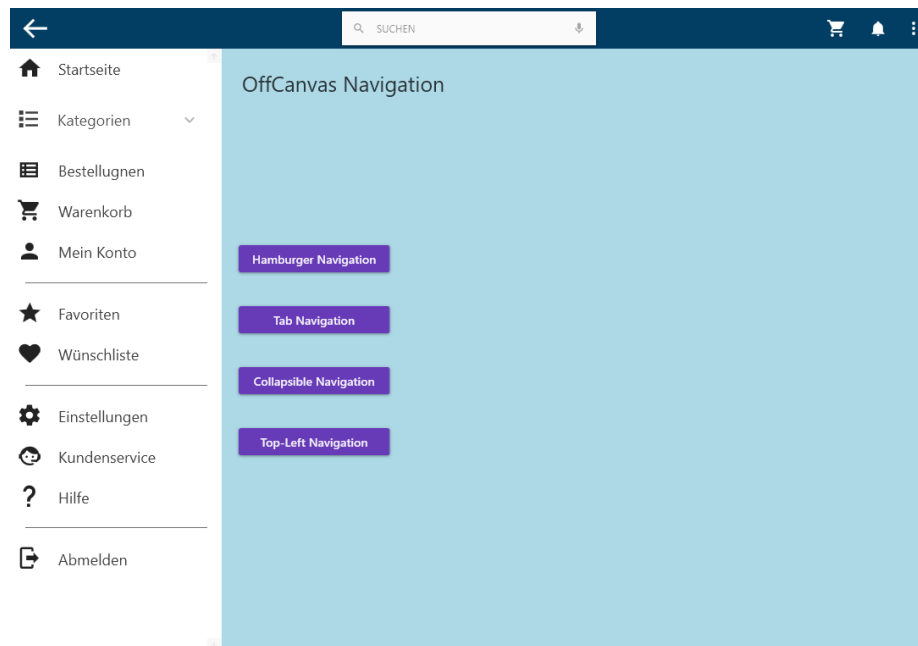 SUCHEN
Startseite
Kategorien
Bestellugnen
Warenkorb
Mein Konto
Favoriten
Wünschliste
Einstellungen
Kundenservice
Hilfe
Abmelden
OffCanvas Navigation
Hamburger Navigation
Tab Navigation
Collapsible Navigation
Top-Left Navigation